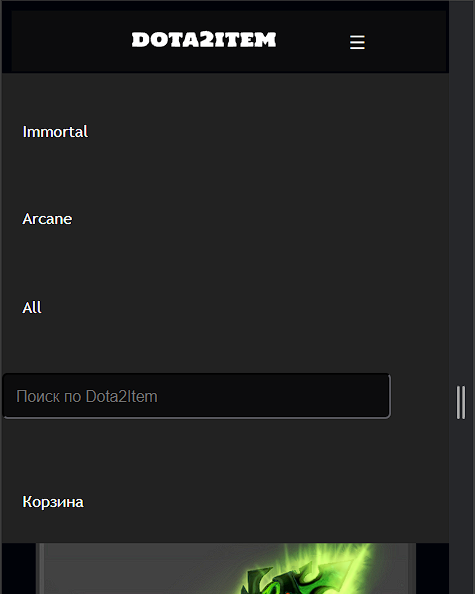 DOTA2ITEM
Immortal
Arcane
All
Поиск по Dota2Item
Корзина